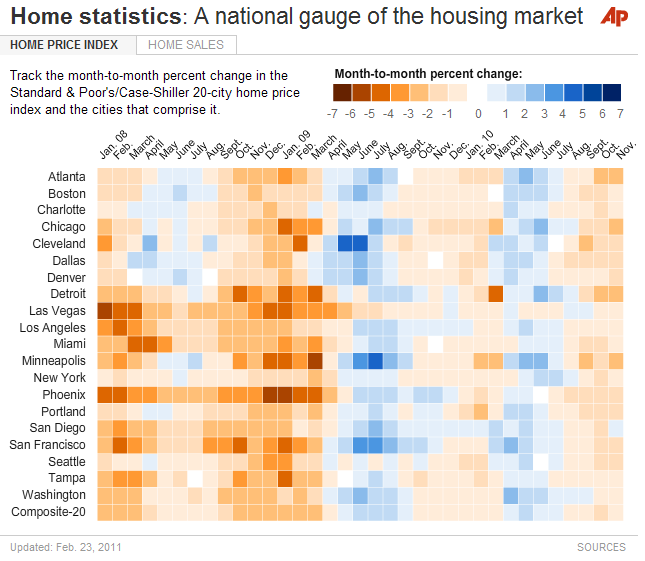 Home statistics: A national gauge of the housing market AP
HOME PRICE INDEX HOME SALES
Track the month-to-month percent change in the
Standard & Poor's/Case-Shiller 20-city home price
index and the cities that comprise it.
Month-to-month percent change:
-7 -6 -5 -4 -3 -2 -1 0 1 2 3 4 5 6 7
Jan. 08 Feb. March April May June July Aug. Sept. Oct. Nov. Dec. Jan. 09 Feb. March April May June July Aug. Sept. Oct. Nov. Dec. Jan. 10 Feb. March April May June July Aug. Sept. Oct. Nov.
Atlanta
Boston
Charlotte
Chicago
Cleveland
Dallas
Denver
Detroit
Las Vegas
Los Angeles
Miami
Minneapolis
New York
Phoenix
Portland
San Diego
San Francisco
Seattle
Tampa
Washington
Composite-20
Updated: Feb. 23, 2011
SOURCES